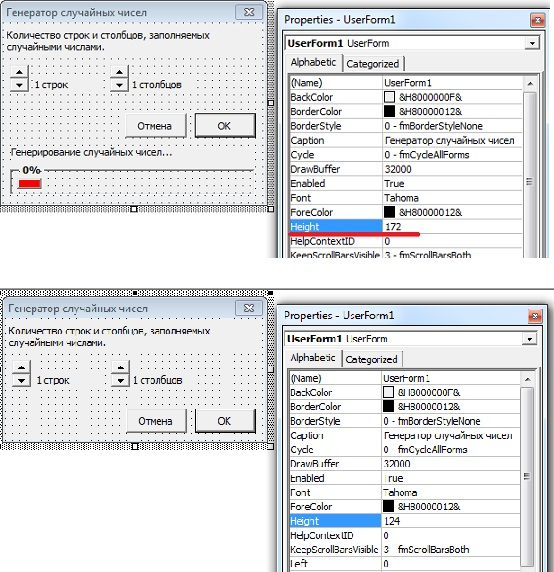 Генератор случайных чисел
Количество строк и столбцов, заполняемых
случайными числами.
1 строк
1 столбцов
Отмена
OK
Генерирование случайных чисел...
0%
Properties - UserForm1
UserForm1 UserForm
Alphabetic Categorized
(Name) UserForm1
BackColor &H8000000F&
BorderColor &H80000012&
BorderStyle 0 - fmBorderStyleNone
Caption Генератор случайных чисел
Cycle 0 - fmCycleAllForms
DrawBuffer 32000
Enabled True
Font Tahoma
ForeColor &H80000012&
Height 172
HelpContextID 0
KeepScrollBarsVisible 3 - fmScrollBarsBoth
Генератор случайных чисел
Количество строк и столбцов, заполняемых
случайными числами.
1 строк
1 столбцов
Отмена
OK
Properties - UserForm1
UserForm1 UserForm
Alphabetic Categorized
(Name) UserForm1
BackColor &H8000000F&
BorderColor &H80000012&
BorderStyle 0 - fmBorderStyleNone
Caption Генератор случайных чисел
Cycle 0 - fmCycleAllForms
DrawBuffer 32000
Enabled True
Font Tahoma
ForeColor &H80000012&
Height 124
HelpContextID 0
KeepScrollBarsVisible 3 - fmScrollBarsBoth
Left 0